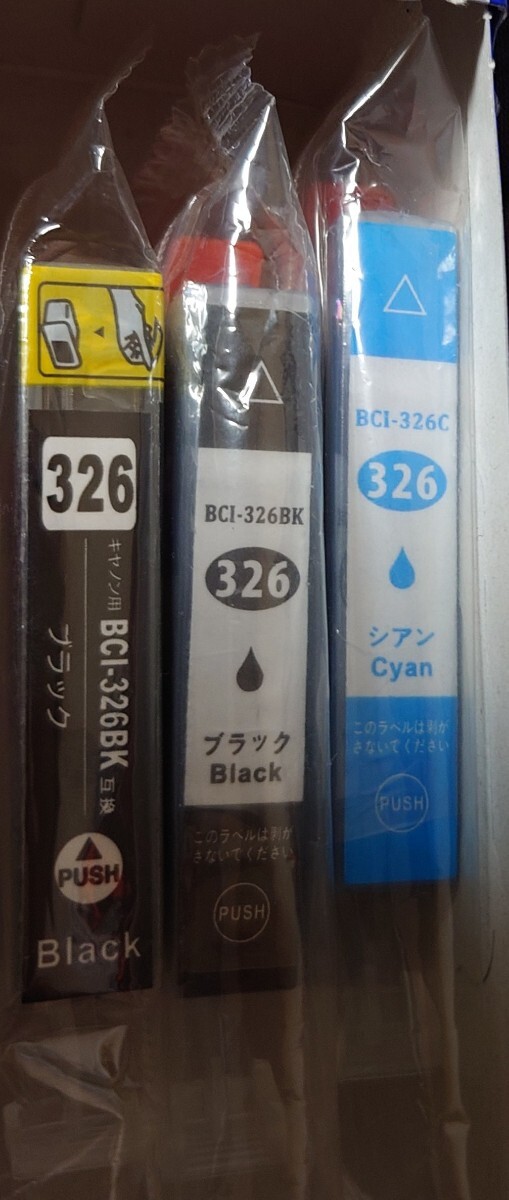 326
キヤノン用
BCI-326BK 互換
ブラック
PUSH
Black
BCI-326BK
326
ブラック
Black
このラベルは剥が
さないでください
PUSH
BCI-326C
326
シアン
Cyan
このラベルは剥が
さないでください
PUSH